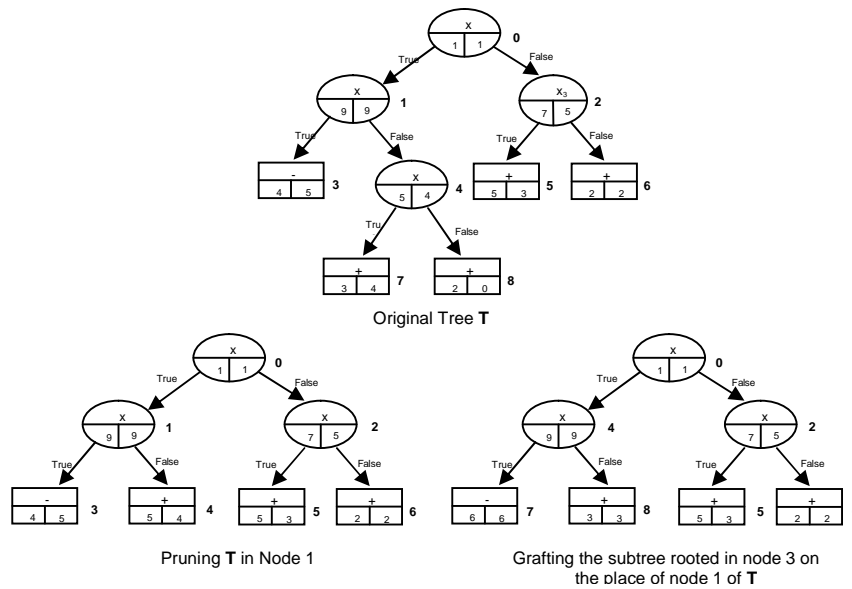 x
1 1
0
True
False
x
9 9
1
x₃
7 5
2
True
False
True
False
-
4 5
3
x
5 4
4
+
5 3
5
+
2 2
6
Tru
False
+
3 4
7
+
2 0
8
Original Tree T
x
1 1
0
True
False
x
9 9
1
x
7 5
2
True
False
True
False
-
4 5
3
+
5 4
4
+
5 3
5
+
2 2
6
Pruning T in Node 1
x
1 1
0
True
False
x
9 9
4
x
7 5
2
True
False
True
False
-
6 6
7
+
3 3
8
+
5 3
5
+
2 2
Grafting the subtree rooted in node 3 on
the place of node 1 of T